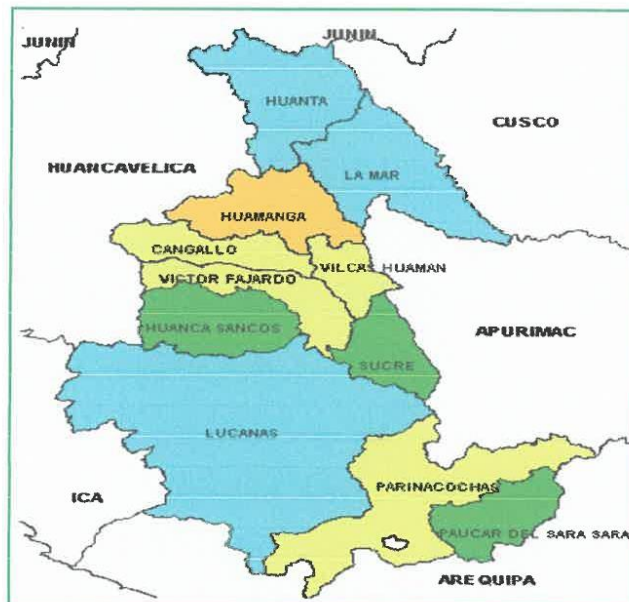 JUNIN
JUNIN
HUANTA
CUSCO
HUANCAVELICA
LA MAR
HUAMANGA
CANGALLO
VILCAS HUAMAN
VICTOR FAJARDO
HUANCA SANCOS
APURIMAC
SUCRE
LUCANAS
ICA
PARINACOCHAS
PAUCAR DEL SARA SARA
AREQUIPA